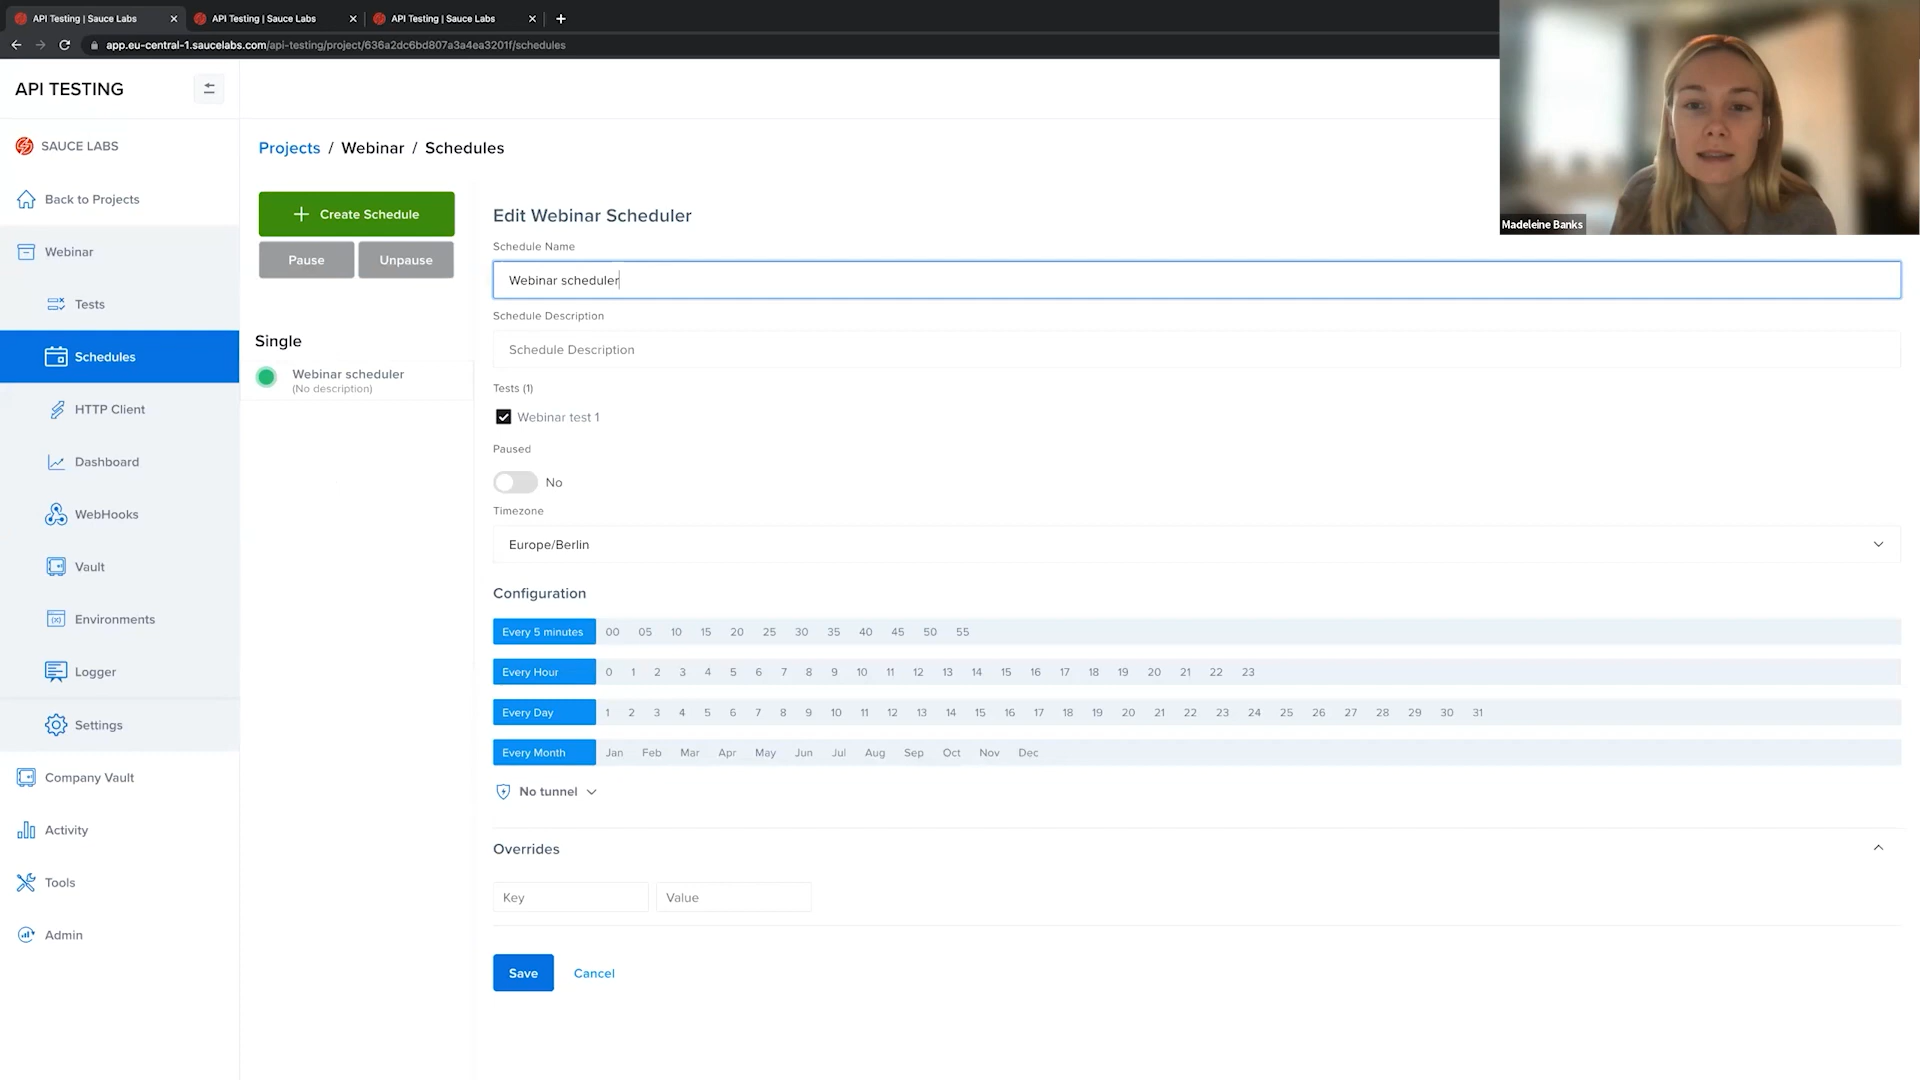 API Testing | Sauce Labs
API Testing | Sauce Labs
API Testing | Sauce Labs
app.eu-central-1.saucelabs.com/api-testing/project/636a2dc6bd807a3a4ea3201f/schedules
API TESTING
SAUCE LABS
Back to Projects
Webinar
Tests
Schedules
HTTP Client
Dashboard
WebHooks
Vault
Environments
Logger
Settings
Company Vault
Activity
Tools
Admin
Projects / Webinar / Schedules
Create Schedule
Pause Unpause
Single
Webinar scheduler
(No description)
Edit Webinar Scheduler
Schedule Name
Webinar scheduler
Schedule Description
Schedule Description
Tests (1)
Webinar test 1
Paused
No
Timezone
Europe/Berlin
Configuration
Every 5 minutes 00 05 10 15 20 25 30 35 40 45 50 55
Every Hour 0 1 2 3 4 5 6 7 8 9 10 11 12 13 14 15 16 17 18 19 20 21 22 23
Every Day 1 2 3 4 5 6 7 8 9 10 11 12 13 14 15 16 17 18 19 20 21 22 23 24 25 26 27 28 29 30 31
Every Month Jan Feb Mar Apr May Jun Jul Aug Sep Oct Nov Dec
No tunnel
Overrides
Key Value
Save Cancel
Madeleine Banks